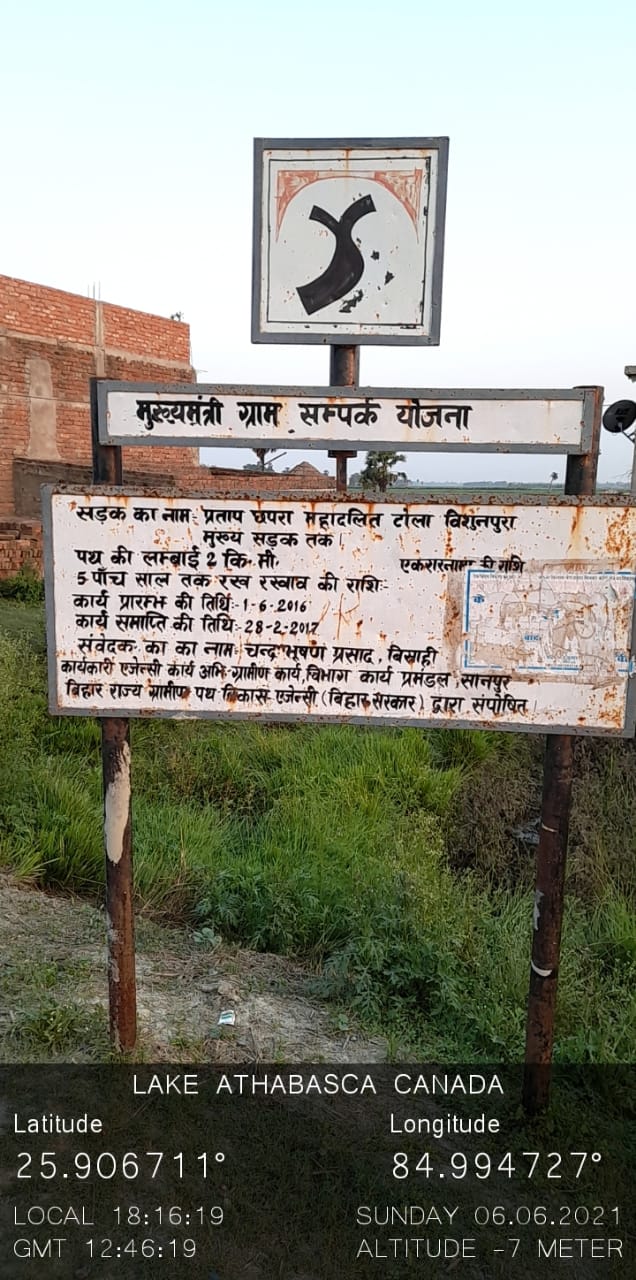 मुख्यमंत्री ग्राम सम्पर्क योजना
सड़क का नाम:- प्रताप छपरा महादलित टोला विशुनपुरा
मुख्य सड़क तक।
पथ की लम्बाई 2 कि.मी. एकरारनामा की राशि
5 पाँच साल तक रख रखाव की राशि:-
कार्य प्रारम्भ की तिथि:- 1-6-2016
कार्य समाप्ति की तिथि:- 28-2-2017
संवेदक का का नाम:- चन्द्र भूषण प्रसाद,
कार्यकारी एजेन्सी कार्य अभि. ग्रामीण कार्य विभाग कार्य प्रमंडल, सोनपुर
बिहार राज्य ग्रामीण पथ विकास एजेन्सी (बिहार सरकार) द्वारा संपोषित।
LAKE ATHABASCA CANADA
Latitude Longitude
25.906711° 84.994727°
LOCAL 18:16:19 SUNDAY 06.06.2021
GMT 12:46:19 ALTITUDE -7 METER